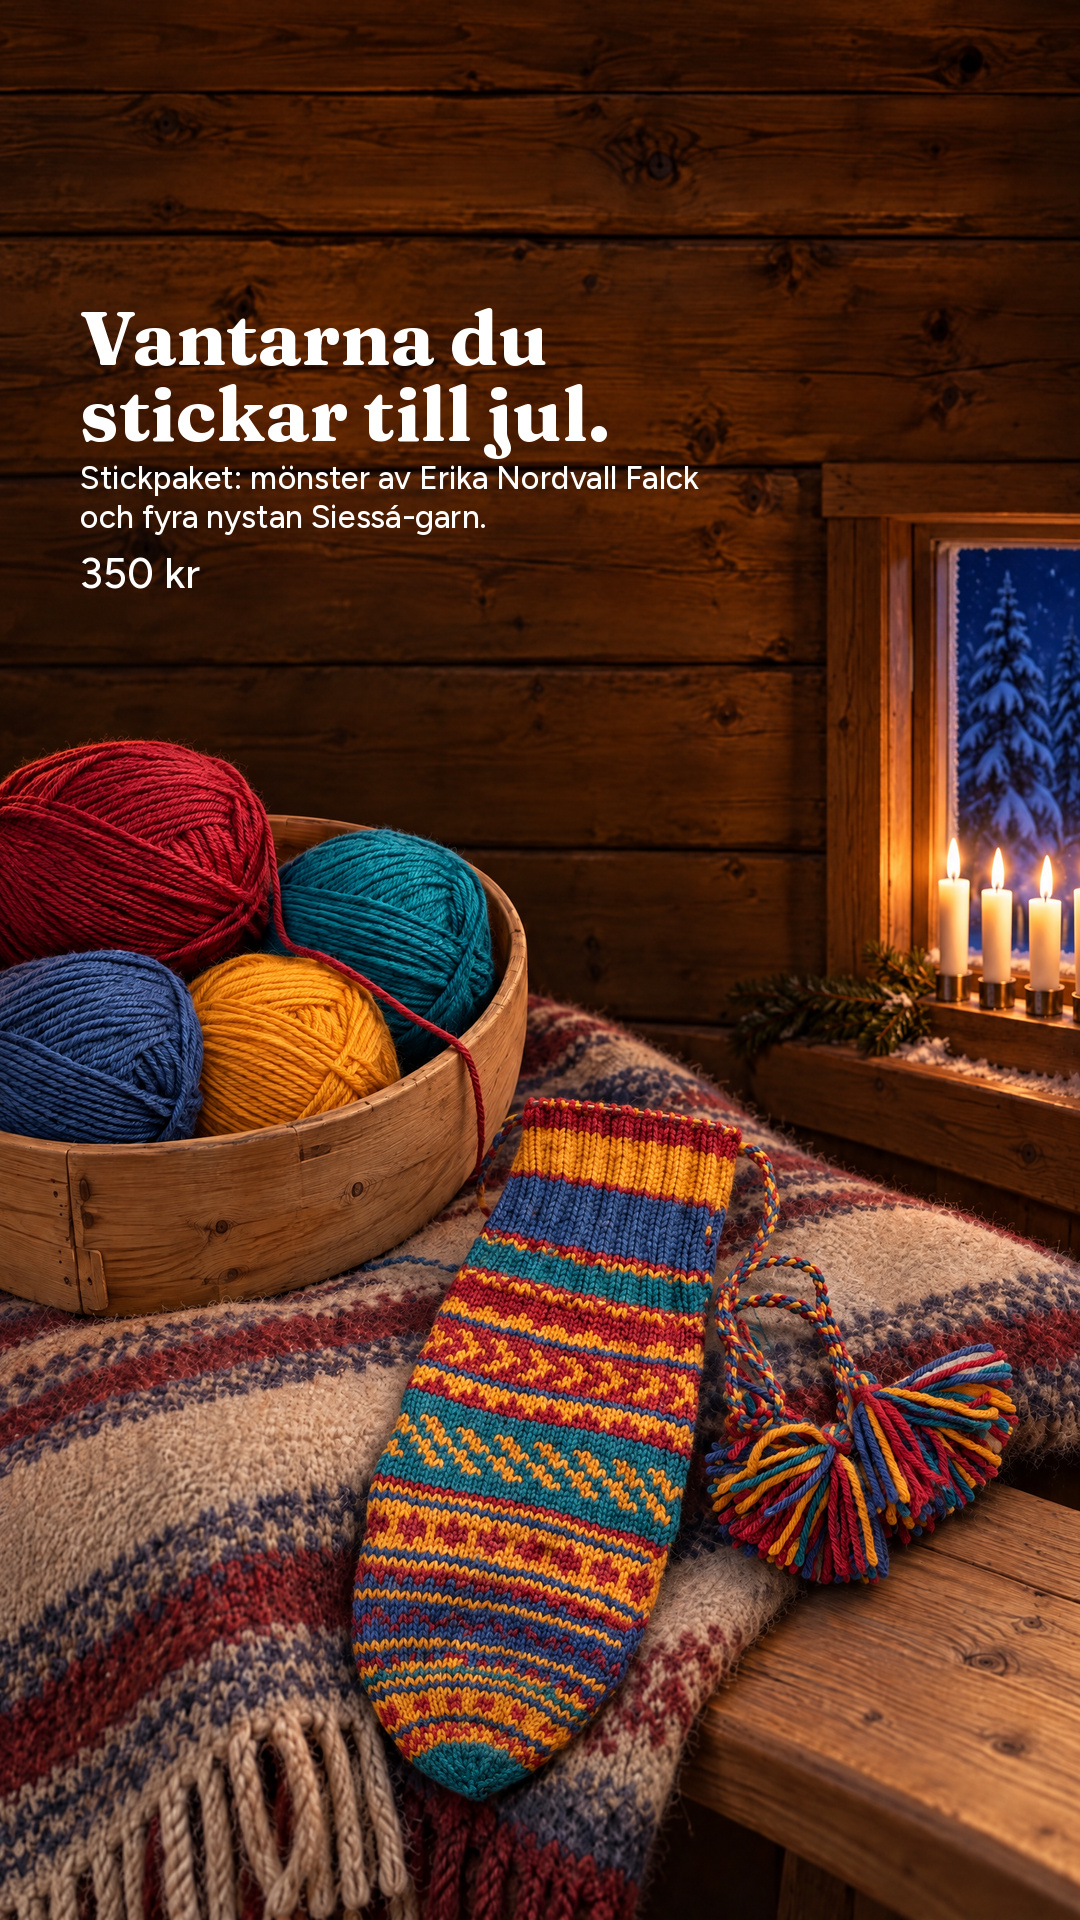 Vantarna du
stickar till jul.
Stickpaket: mönster av Erika Nordvall Falck
och fyra nystan Siessá-garn.
350 kr